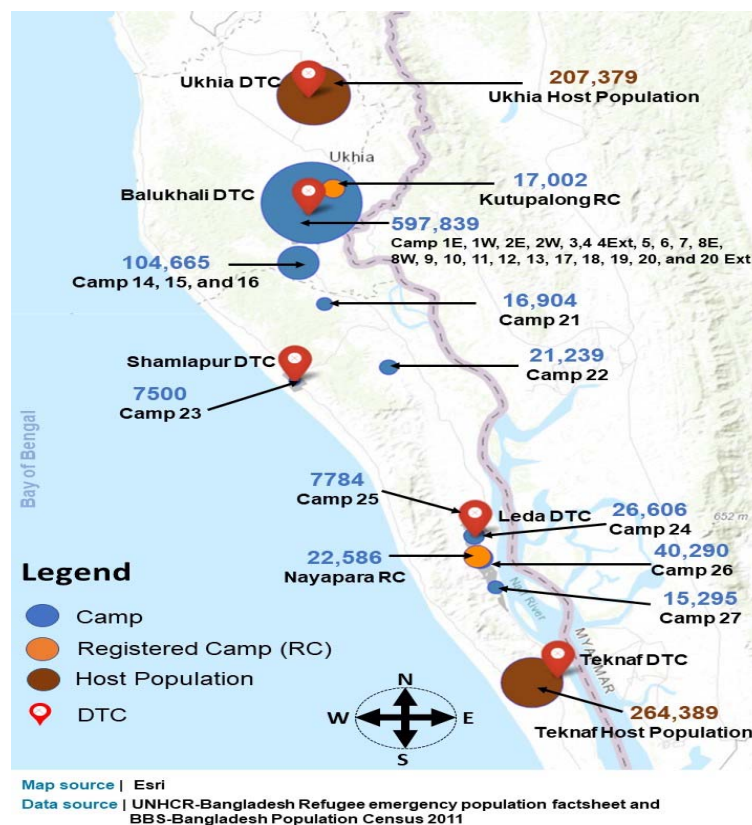 Ukhia DTC
207,379
Ukhia Host Population
Ukhia
Balukhali DTC
17,002
Kutupalong RC
597,839
Camp 1E, 1W, 2E, 2W, 3,4 4Ext, 5, 6, 7, 8E,
8W, 9, 10, 11, 12, 13, 17, 18, 19, 20, and 20 Ext
104,665
Camp 14, 15, and 16
16,904
Camp 21
21,239
Camp 22
Shamlapur DTC
7500
Camp 23
Bay of Bengal
7784
Camp 25
Leda DTC
26,606
Camp 24
652 m
22,586
Nayapara RC
40,290
Camp 26
Naf River
15,295
Camp 27
MYANMAR
Legend
Camp
Registered Camp (RC)
Host Population
DTC
N
W
E
S
Teknaf DTC
264,389
Teknaf Host Population
Map source | Esri
Data source | UNHCR-Bangladesh Refugee emergency population factsheet and
BBS-Bangladesh Population Census 2011